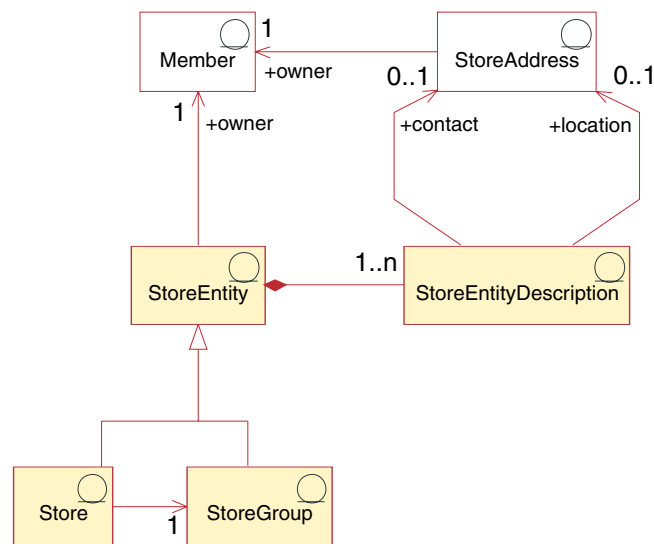 1
Member
+owner
StoreAddress
0..1
0..1
1
+owner
+contact
+location
StoreEntity
1..n
StoreEntityDescription
Store
1
StoreGroup